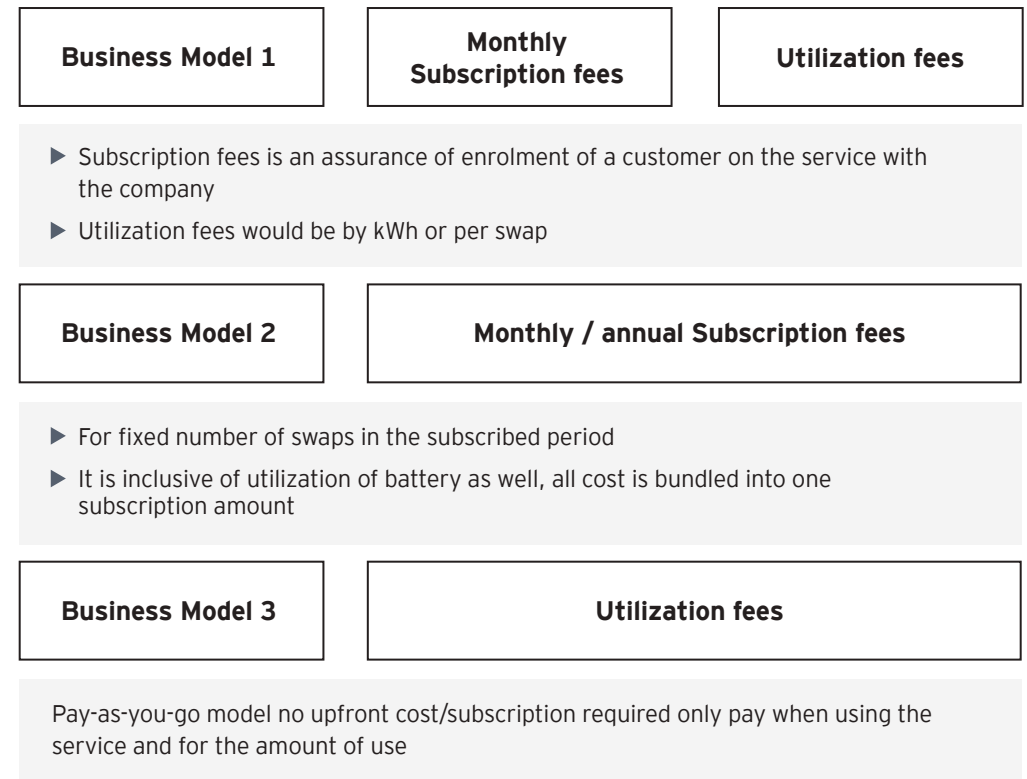 Business Model 1
Monthly
Subscription fees
Utilization fees
▶ Subscription fees is an assurance of enrolment of a customer on the service with
the company
▶ Utilization fees would be by kWh or per swap
Business Model 2
Monthly / annual Subscription fees
▶ For fixed number of swaps in the subscribed period
▶ It is inclusive of utilization of battery as well, all cost is bundled into one
subscription amount
Business Model 3
Utilization fees
Pay-as-you-go model no upfront cost/subscription required only pay when using the
service and for the amount of use